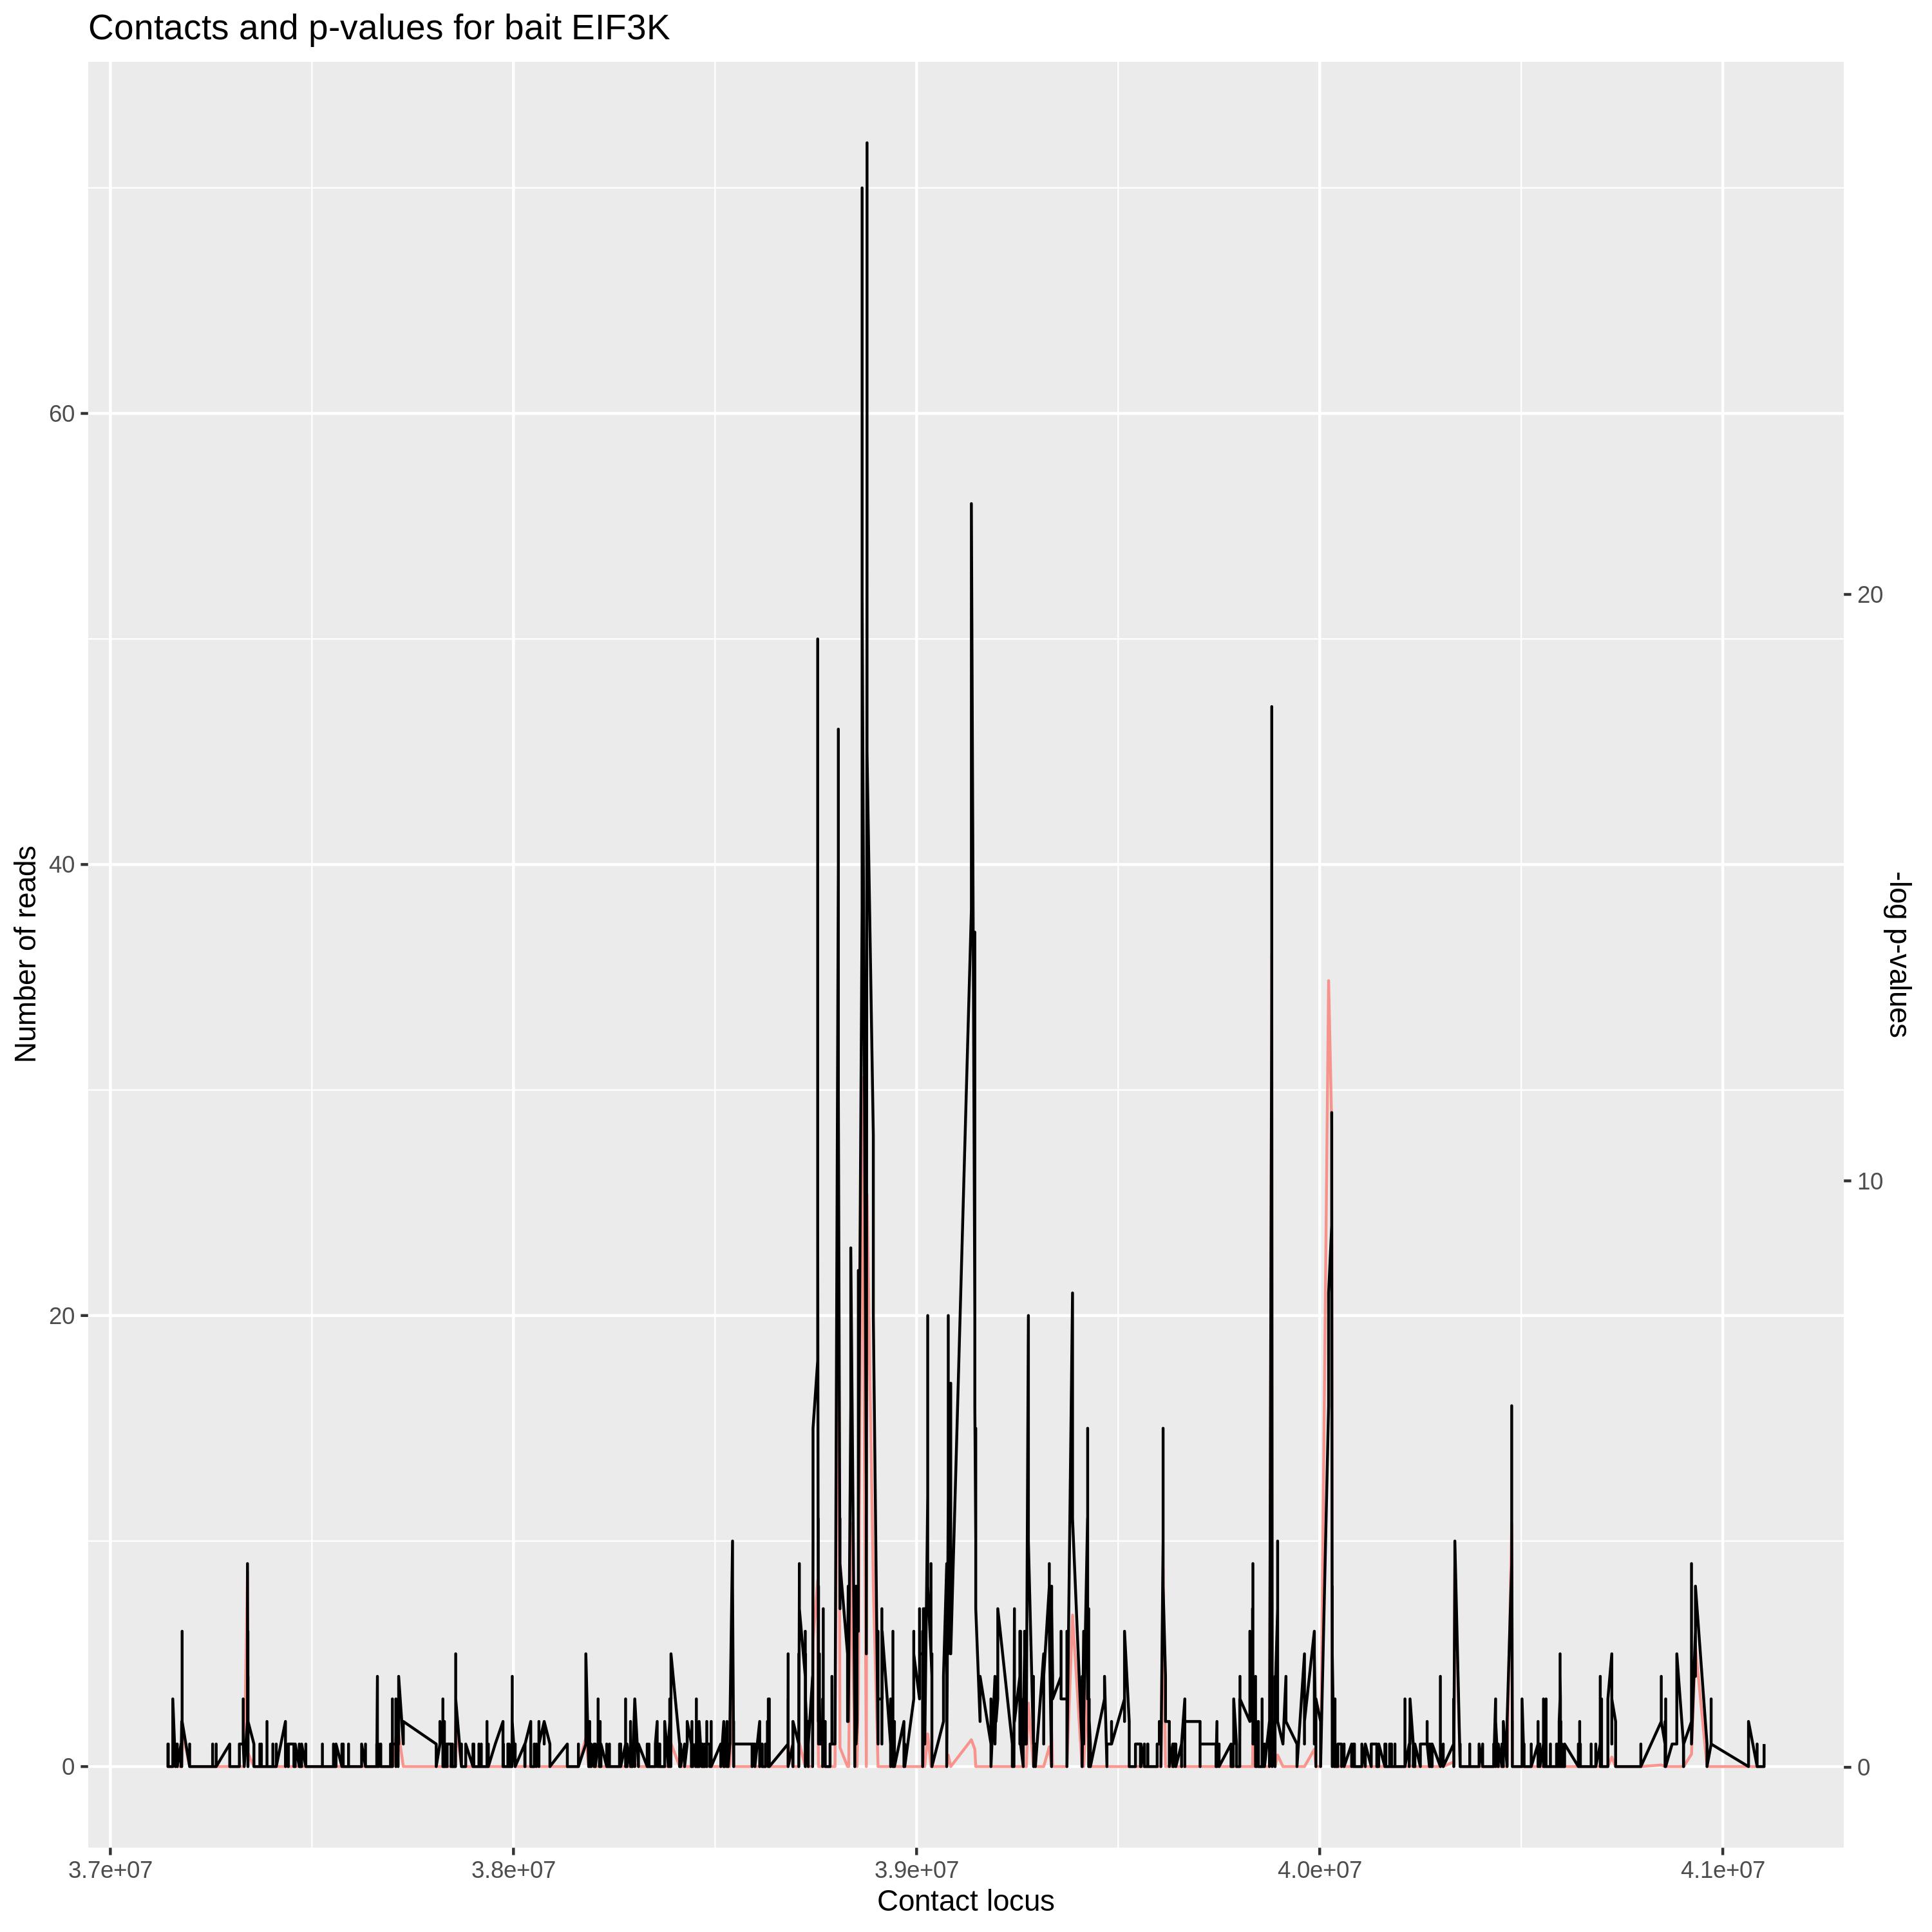 Contacts and p-values for bait EIF3K
Number of reads
60
40
20
0
20
10
0
-log p-values
3.7e+07
3.8e+07
3.9e+07
4.0e+07
4.1e+07
Contact locus